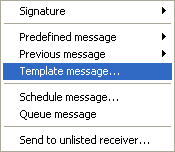 Signature
Predefined message
Previous message
Template message...
Schedule message...
Queue message
Send to unlisted receiver...